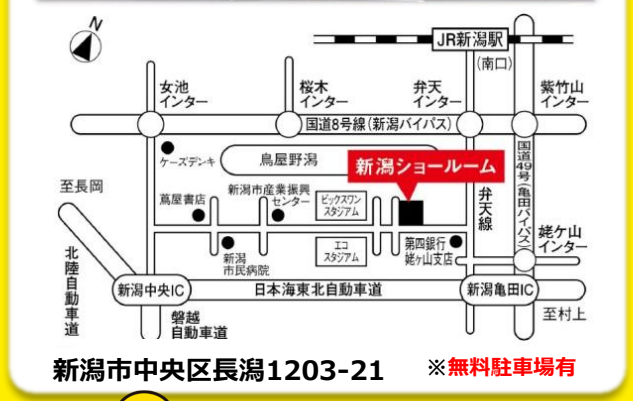 N
JR新潟駅
(南口)
女池
インター
桜木
インター
弁天
インター
紫竹山
インター
国道8号線(新潟バイパス)
ケーズデンキ
鳥屋野潟
新潟ショールーム
国道49号(亀田バイパス)
至長岡
蔦屋書店
新潟市産業振興
センター
ビックスワン
スタジアム
弁天線
新潟
市民病院
エコ
スタジアム
第四銀行
姥ケ山支店
姥ケ山
インター
北陸自動車道
新潟中央IC
日本海東北自動車道
新潟亀田IC
磐越
自動車道
至村上
新潟市中央区長潟1203-21 ※無料駐車場有